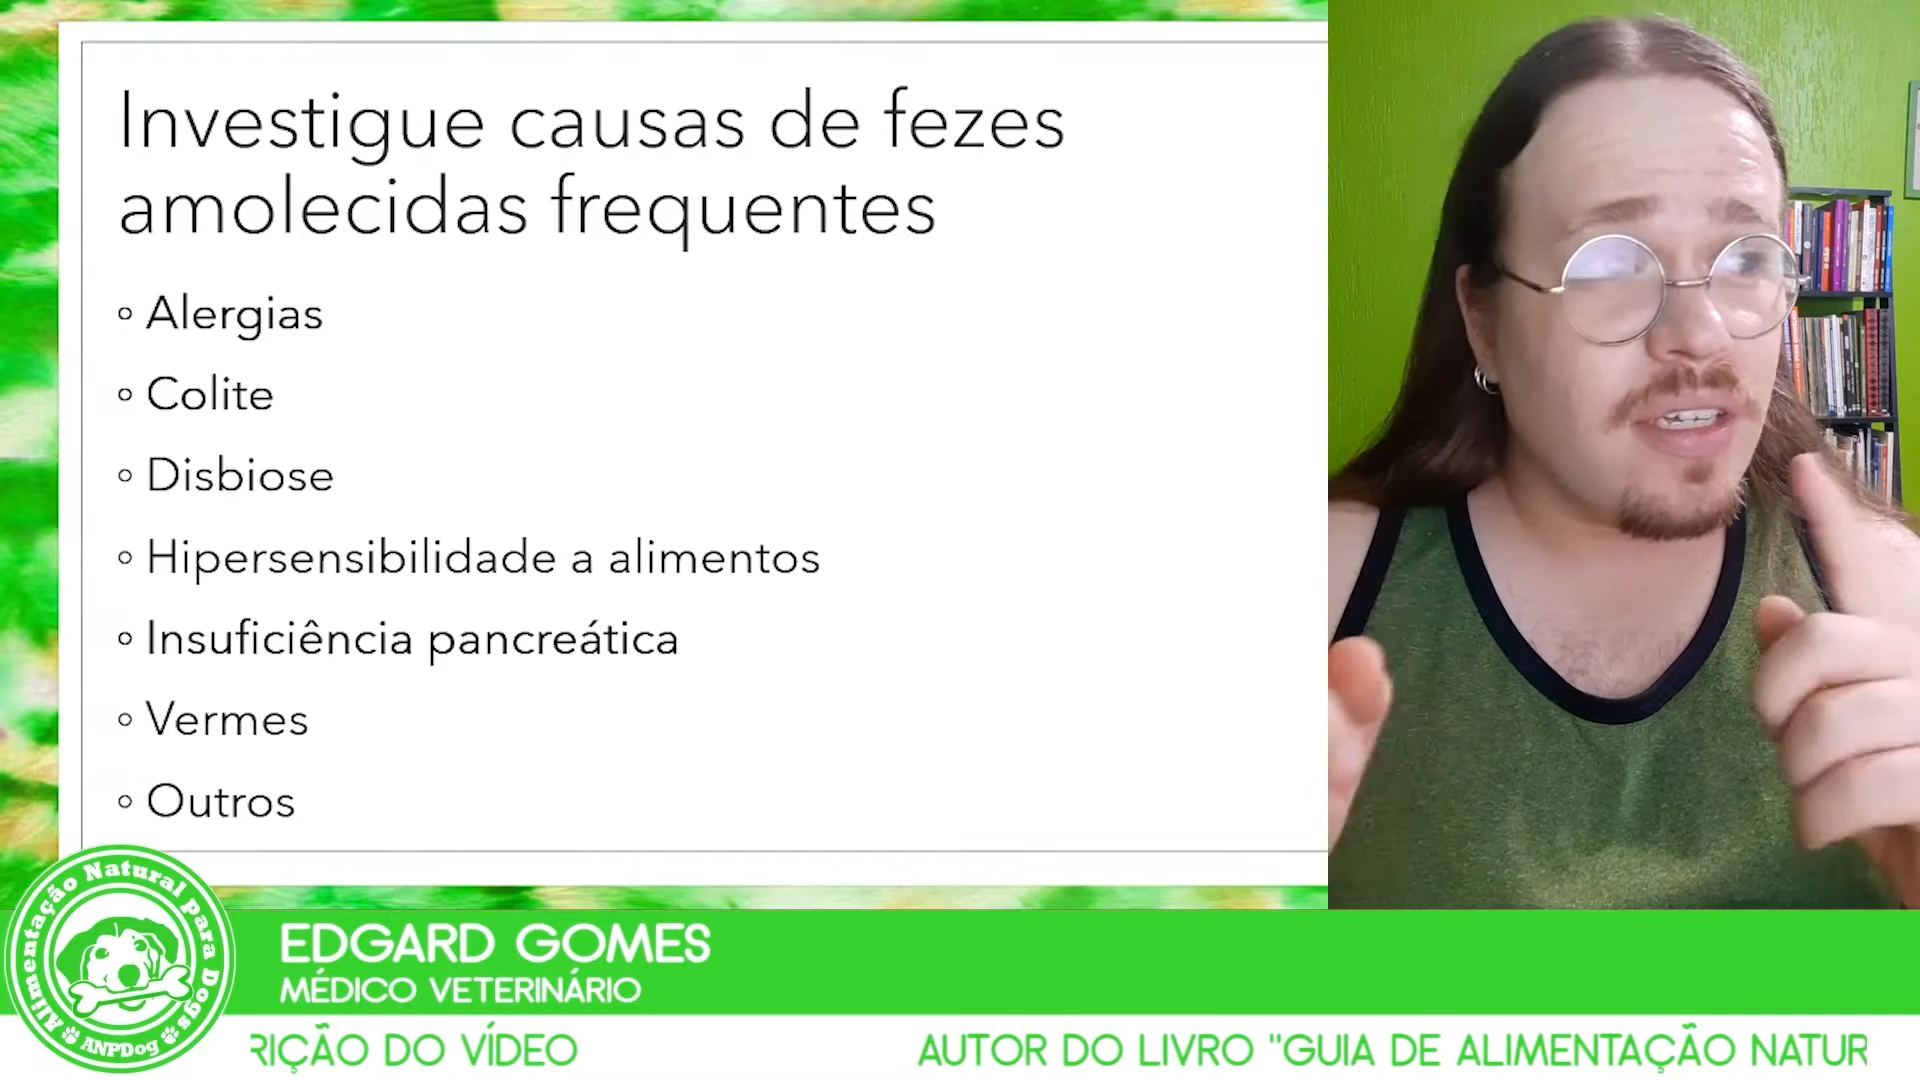 Investigue causas de fezes
amolecidas frequentes
Alergias
Colite
Disbiose
Hipersensibilidade a alimentos
Insuficiência pancreática
Vermes
Outros
Alimentação Natural Para Dogs
ANPDog
EDGARD GOMES
MÉDICO VETERINÁRIO
RIÇÃO DO VÍDEO
AUTOR DO LIVRO "GUIA DE ALIMENTAÇÃO NATUR